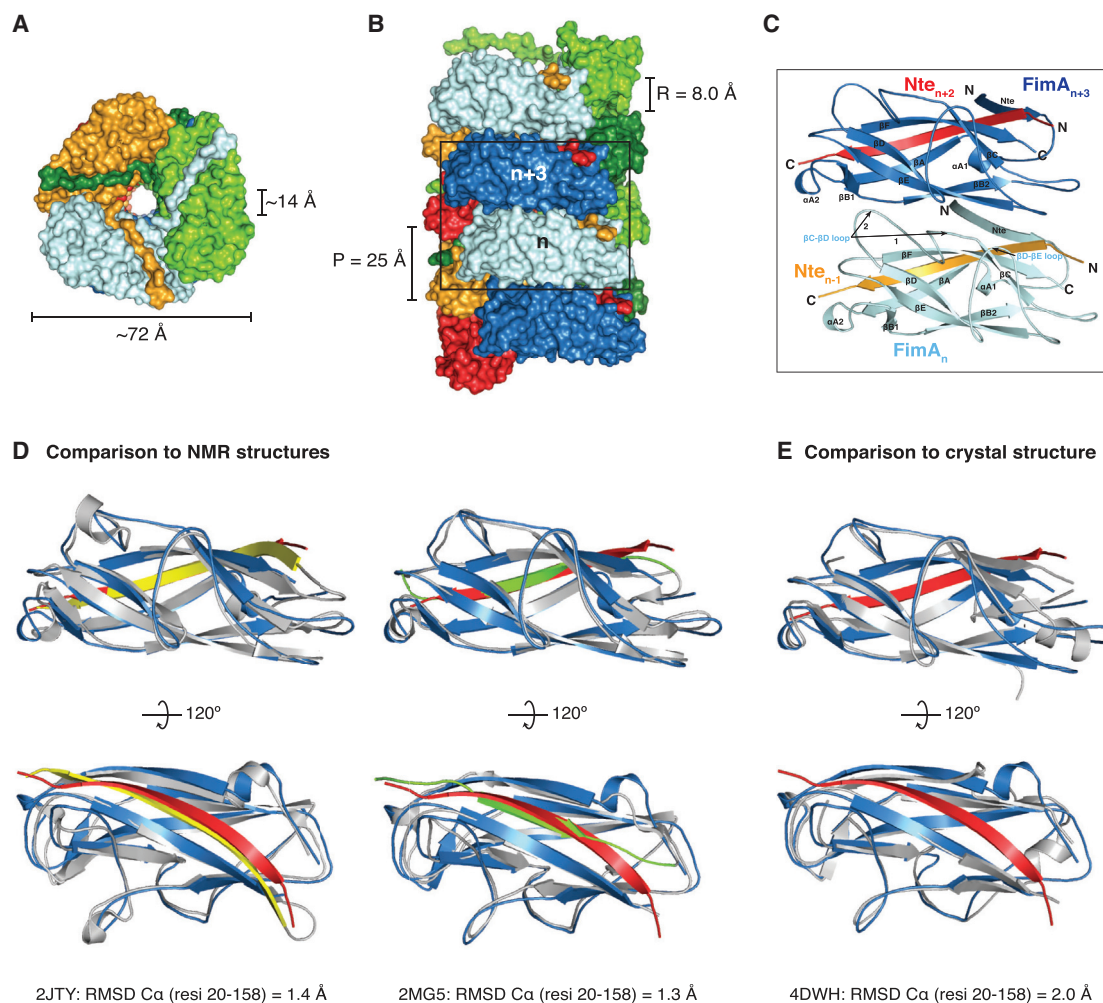 A
~14 Å
~72 Å
B
R = 8.0 Å
n+3
n
P = 25 Å
C
Nte n+2
FimA n+3
N
Nte
N
βF
βD
C
βA
βC
C
αA1
αA2
βB1
βE
βB2
N
2
βC-βD loop
1
Nte
βF
βD-βE loop
N
Nte n-1
βD
βA
βC
C
C
αA1
αA2
βE
βB1
βB2
FimA n
D Comparison to NMR structures
E Comparison to crystal structure
120º
120º
120º
2JTY: RMSD Cα (resi 20-158) = 1.4 Å
2MG5: RMSD Cα (resi 20-158) = 1.3 Å
4DWH: RMSD Cα (resi 20-158) = 2.0 Å